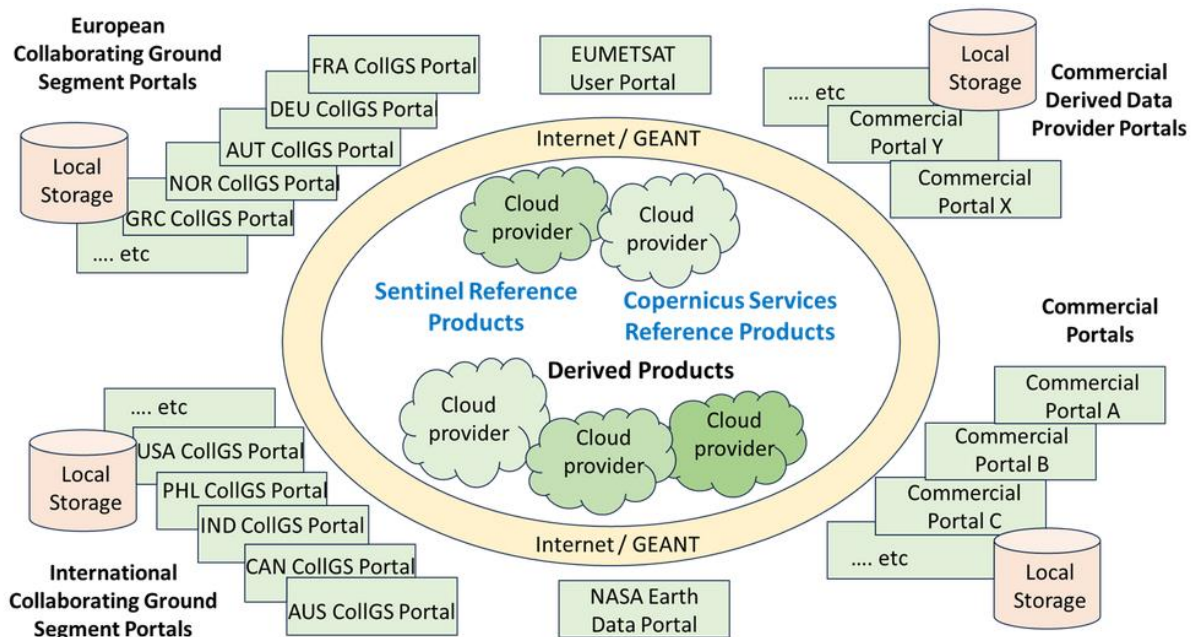 European
Collaborating Ground
Segment Portals
FRA CollGS Portal
DEU CollGS Portal
AUT CollGS Portal
NOR CollGS Portal
GRC CollGS Portal
.... etc
Local
Storage
EUMETSAT
User Portal
Local
Storage
.... etc
Commercial
Portal Y
Commercial
Portal X
Commercial
Derived Data
Provider Portals
Internet / GEANT
Cloud
provider
Cloud
provider
Sentinel Reference
Products
Copernicus Services
Reference Products
Derived Products
Cloud
provider
Cloud
provider
Cloud
provider
Internet / GEANT
.... etc
USA CollGS Portal
PHL CollGS Portal
IND CollGS Portal
CAN CollGS Portal
AUS CollGS Portal
Local
Storage
International
Collaborating Ground
Segment Portals
NASA Earth
Data Portal
Commercial
Portals
Commercial
Portal A
Commercial
Portal B
Commercial
Portal C
.... etc
Local
Storage